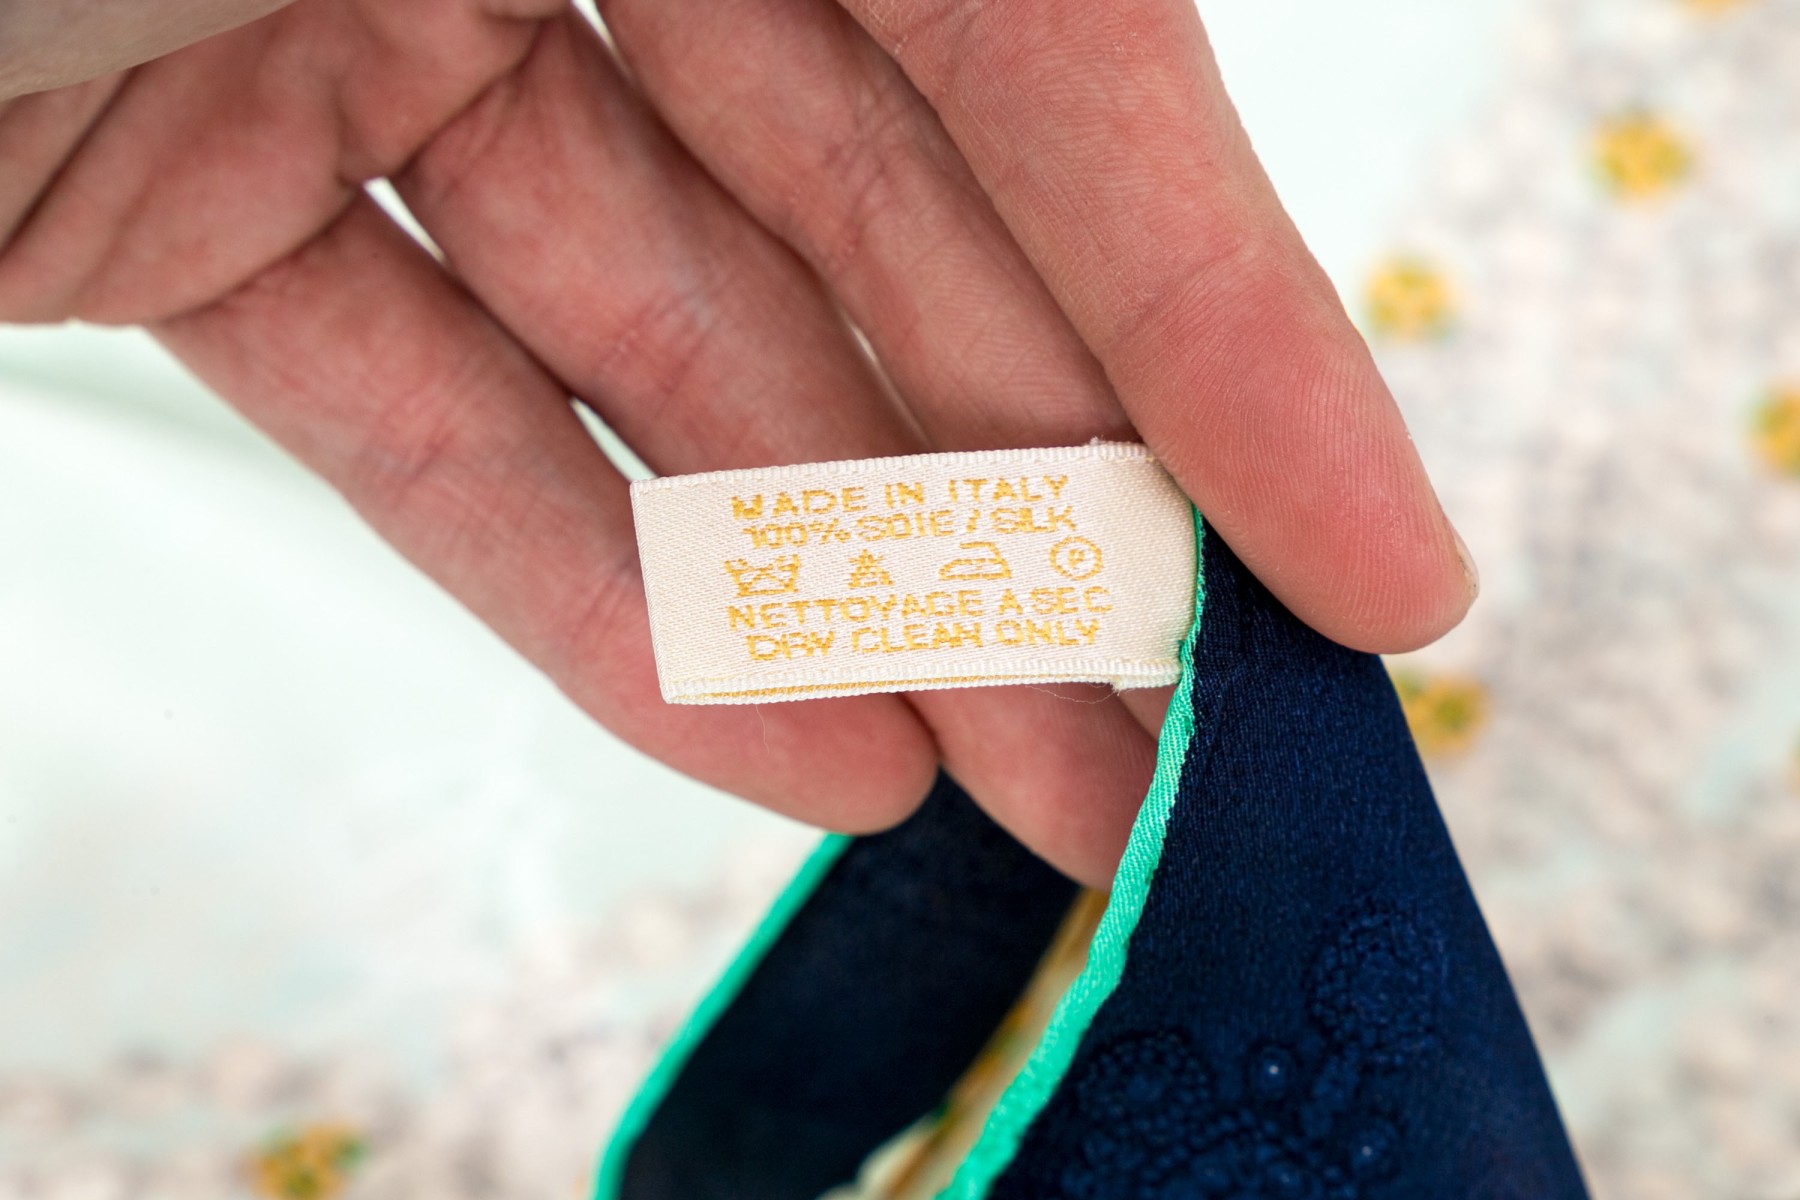 MADE IN ITALY
100% SOIE / SILK
P
NETTOYAGE A SEC
DRY CLEAN ONLY